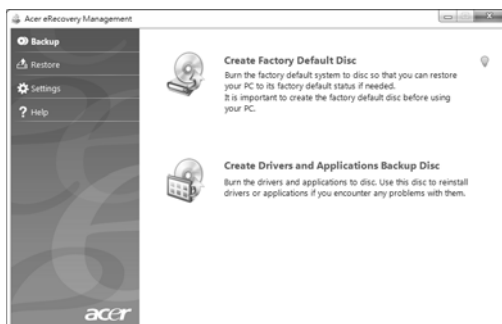 Acer eRecovery Management
Backup
Restore
Settings
Help
Create Factory Default Disc
Burn the factory default system to disc so that you can restore
your PC to its factory default status if needed.
It is important to create the factory default disc before using
your PC.
Create Drivers and Applications Backup Disc
Burn the drivers and applications to disc. Use this disc to reinstall
drivers or applications if you encounter any problems with them.
acer